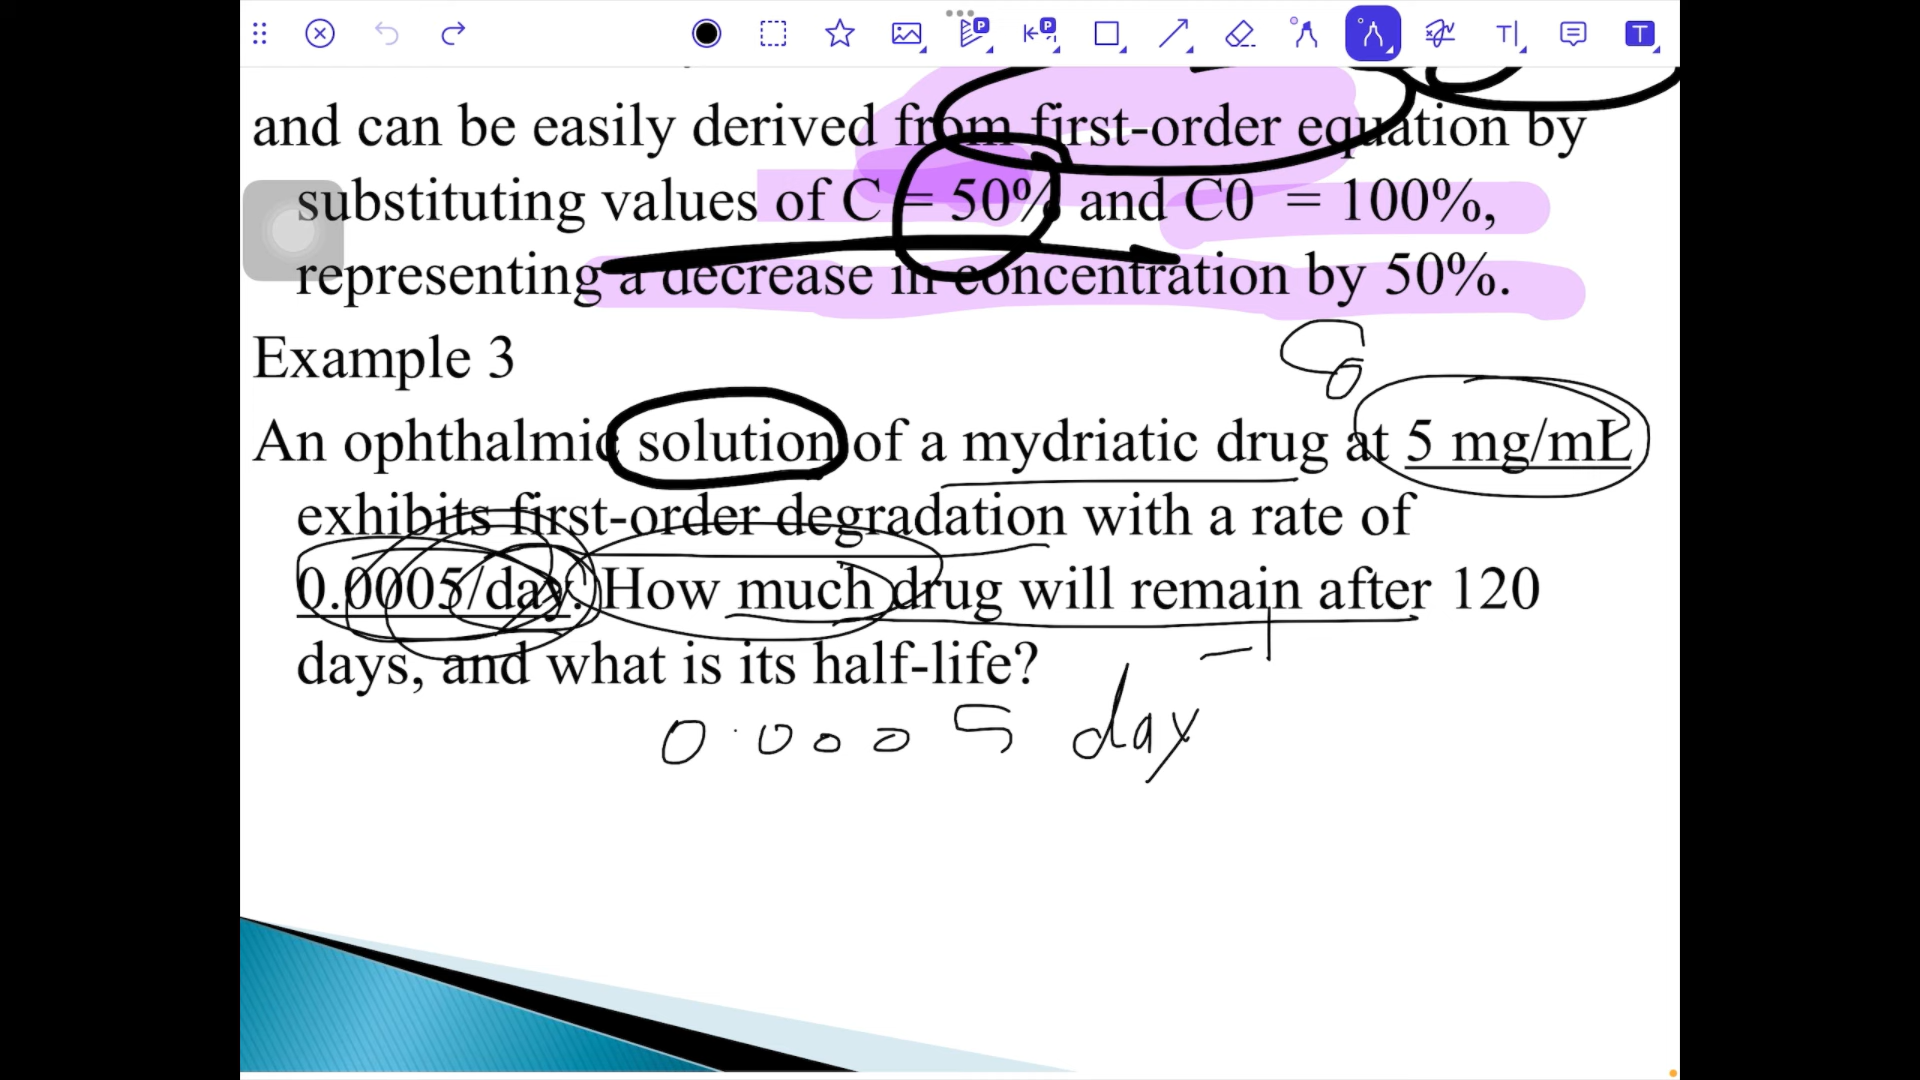 and can be easily derived from first-order equation by
substituting values of C = 50% and C0 = 100%,
representing a decrease in concentration by 50%.
Example 3
C0
An ophthalmic solution of a mydriatic drug at 5 mg/mL
exhibits first-order degradation with a rate of
0.0005/day. How much drug will remain after 120
days, and what is its half-life?
0.0005 day -1